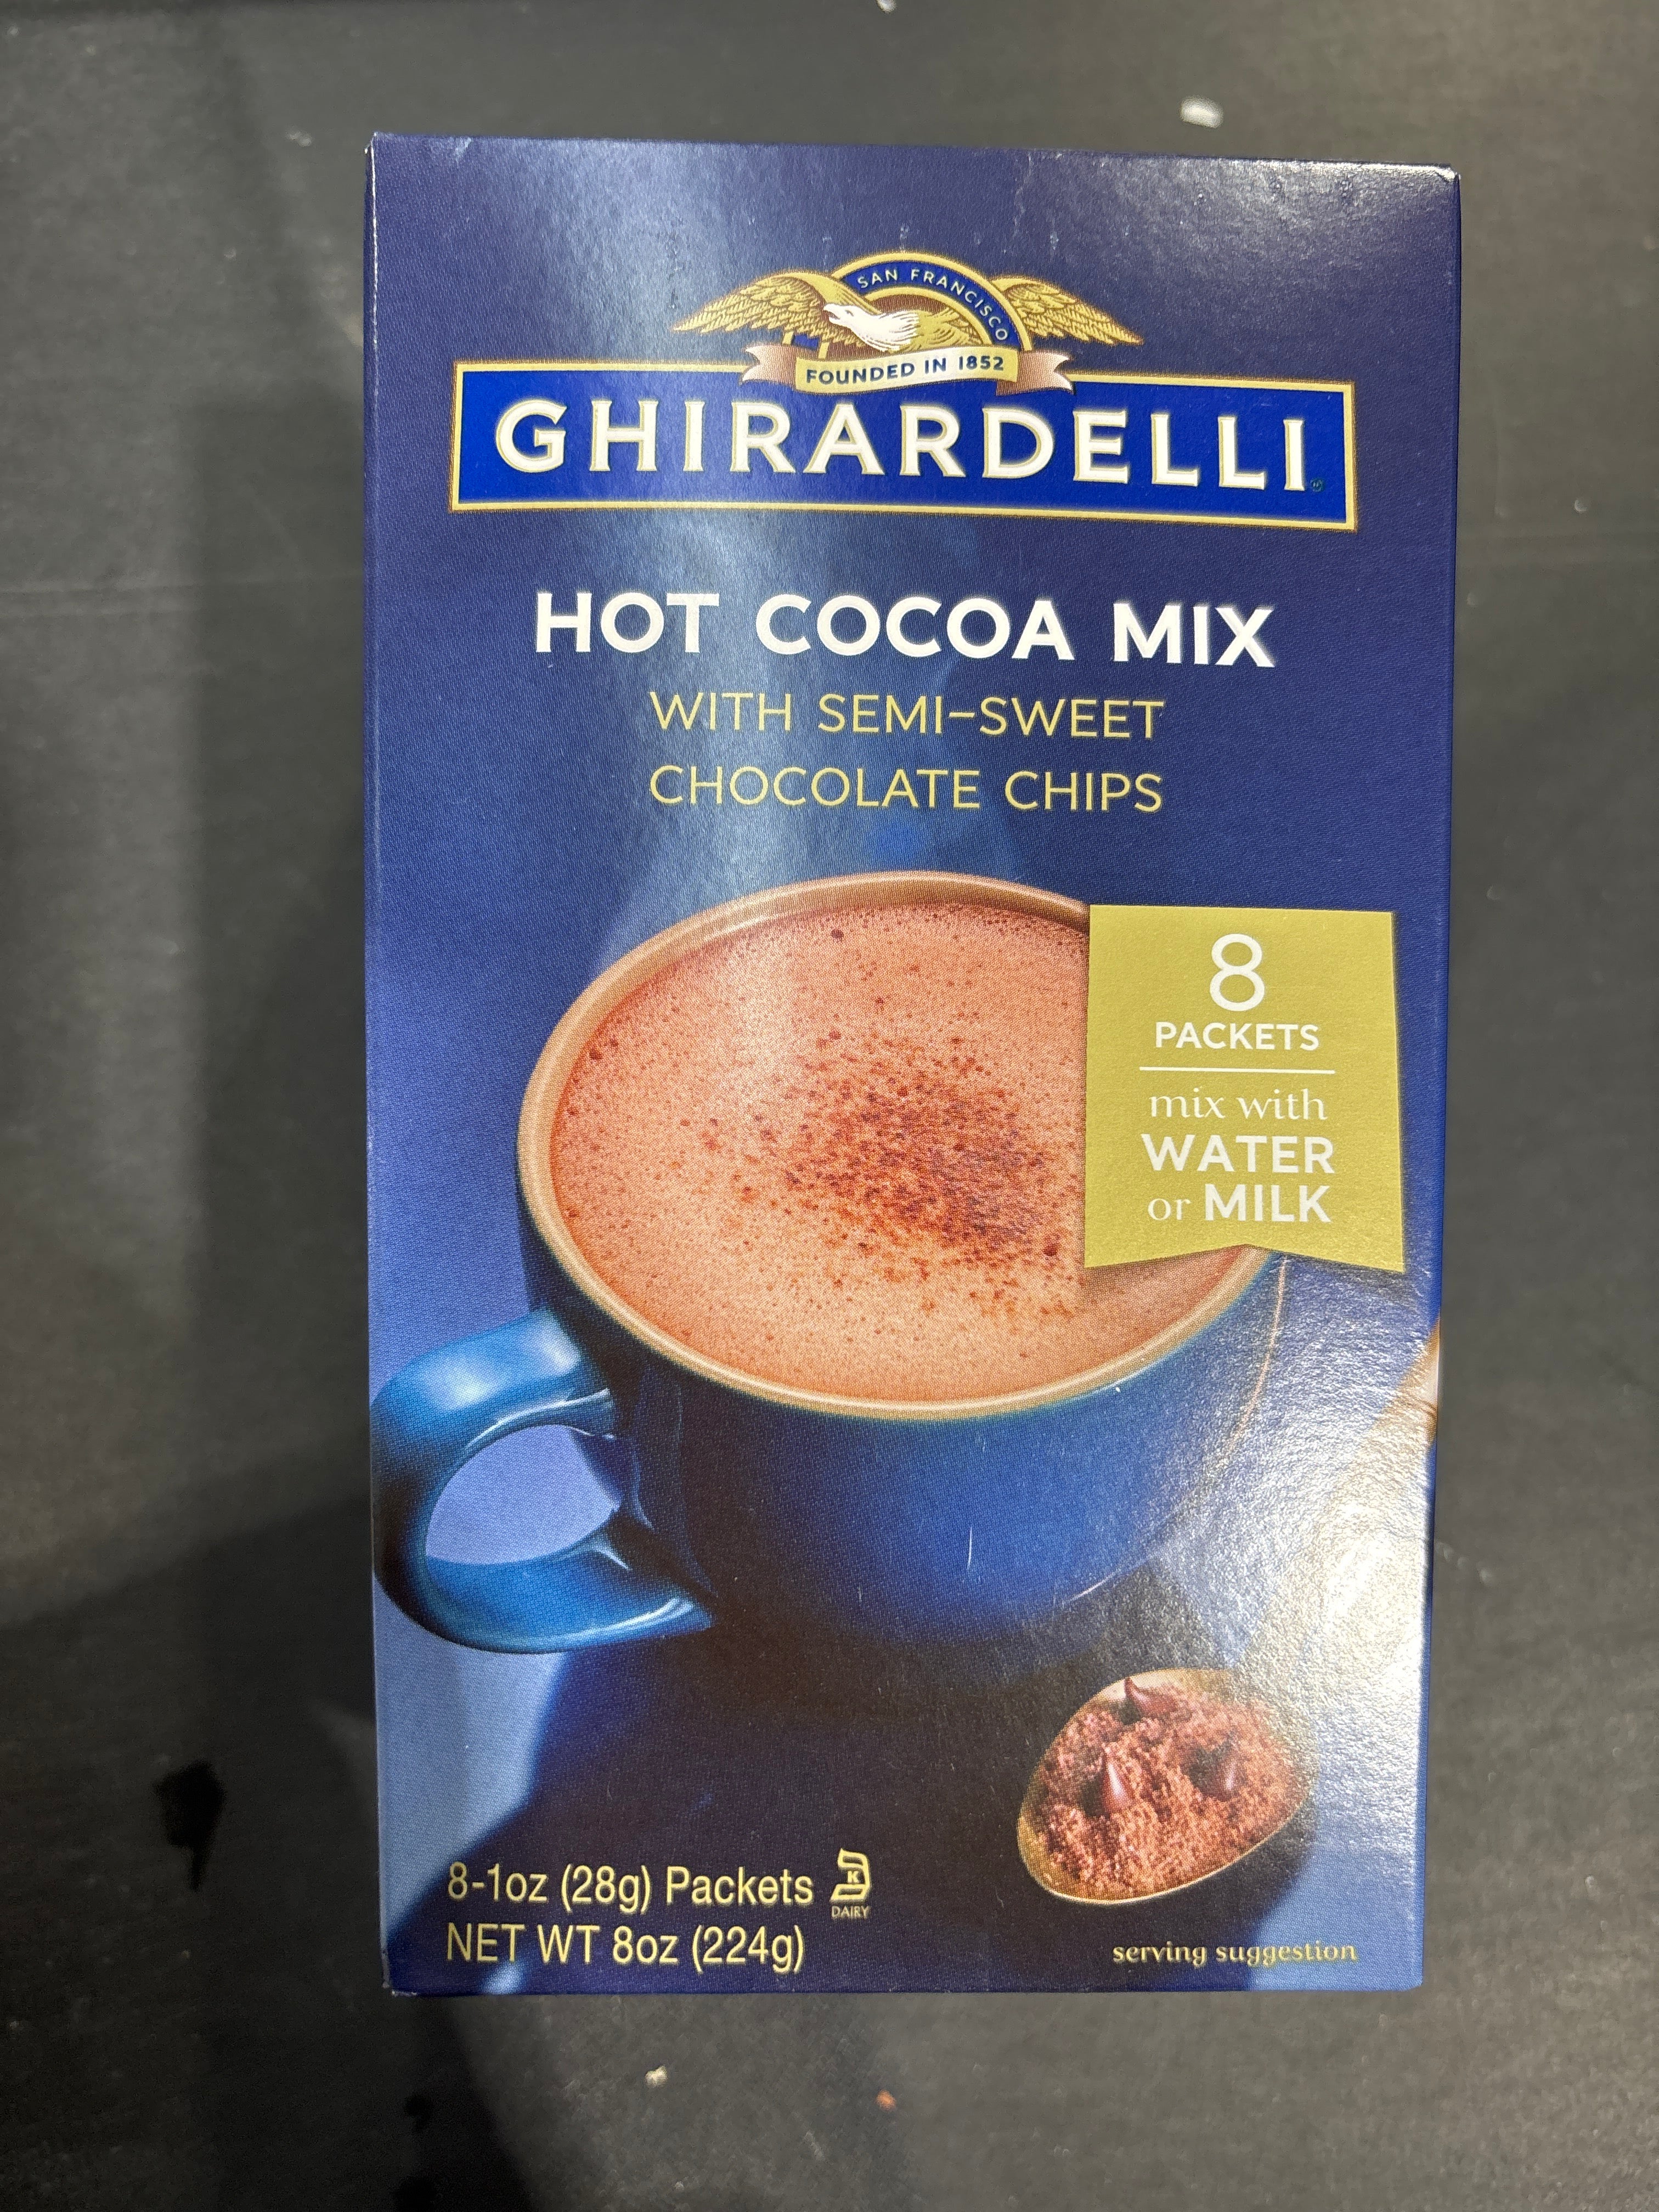 SAN FRANCISCO
FOUNDED IN 1852
GHIRARDELLI
HOT COCOA MIX
WITH SEMI-SWEET
CHOCOLATE CHIPS
8
PACKETS
mix with
WATER
or MILK
8-1oz (28g) Packets
K
DAIRY
NET WT 8oz (224g)
serving suggestion